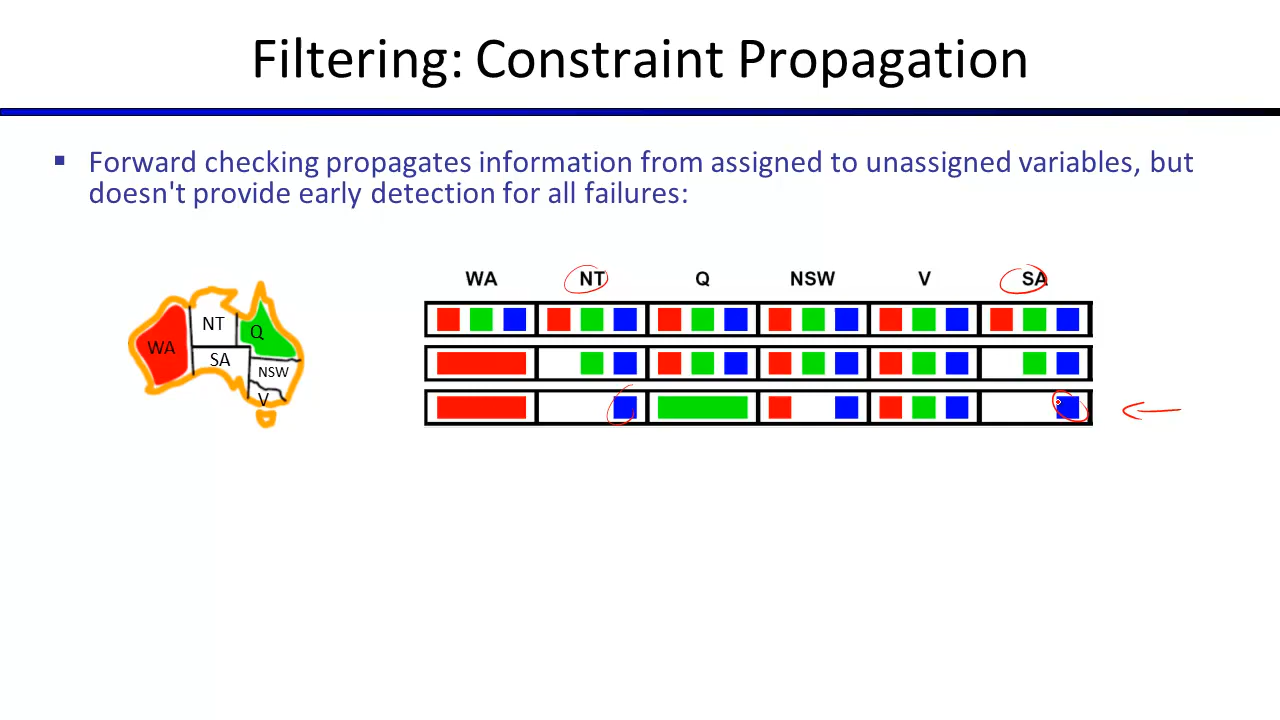 Filtering: Constraint Propagation
▪ Forward checking propagates information from assigned to unassigned variables, but
doesn't provide early detection for all failures:
WA NT Q NSW V SA
NT
Q
WA
SA
NSW
V